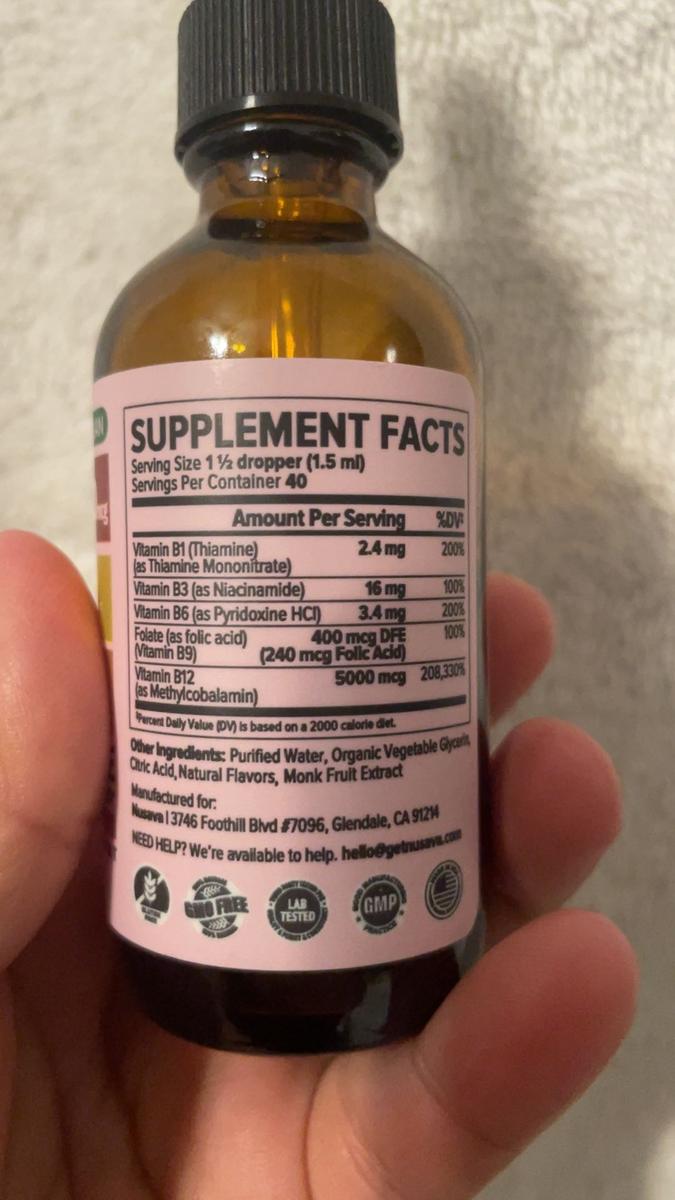 SUPPLEMENT FACTS
Serving Size 1 ½ dropper (1.5 ml)
Servings Per Container 40
Amount Per Serving %DV‡
Vitamin B1 (Thiamine) 2.4 mg 200%
(as Thiamine Mononitrate)
Vitamin B3 (as Niacinamide) 16 mg 100%
Vitamin B6 (as Pyridoxine HCl) 3.4 mg 200%
Folate (as folic acid) 400 mcg DFE 100%
(Vitamin B9) (240 mcg Folic Acid)
Vitamin B12 5000 mcg 208,330%
(as Methylcobalamin)
‡Percent Daily Value (DV) is based on a 2000 calorie diet.
Other Ingredients: Purified Water, Organic Vegetable Glycerin,
Citric Acid, Natural Flavors, Monk Fruit Extract
Manufactured for:
Nusava | 3746 Foothill Blvd #7096, Glendale, CA 91214
NEED HELP? We're available to help. hello@getnusava.com
GMO FREE
LAB
TESTED
GMP